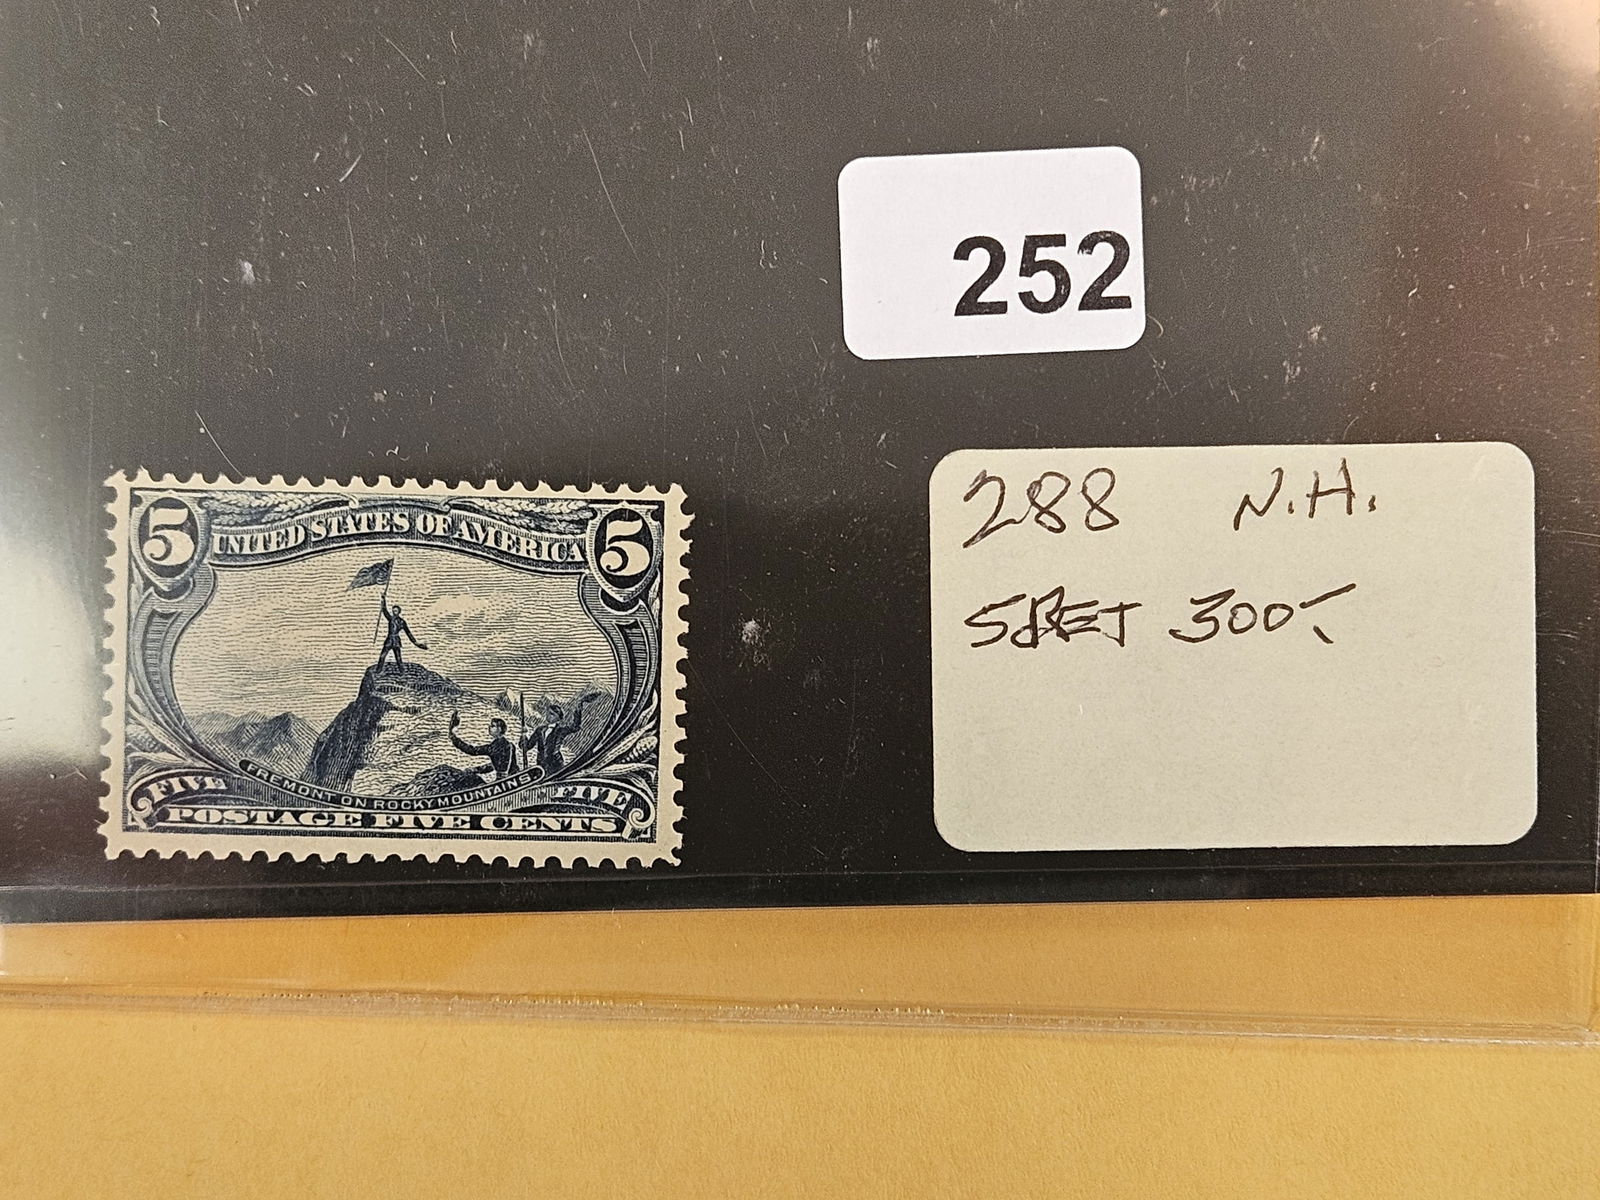 252
5 UNITED STATES OF AMERICA 5
FREMONT ON ROCKY MOUNTAINS.
FIVE FIVE
POSTAGE FIVE CENTS
288 N.H.
300-